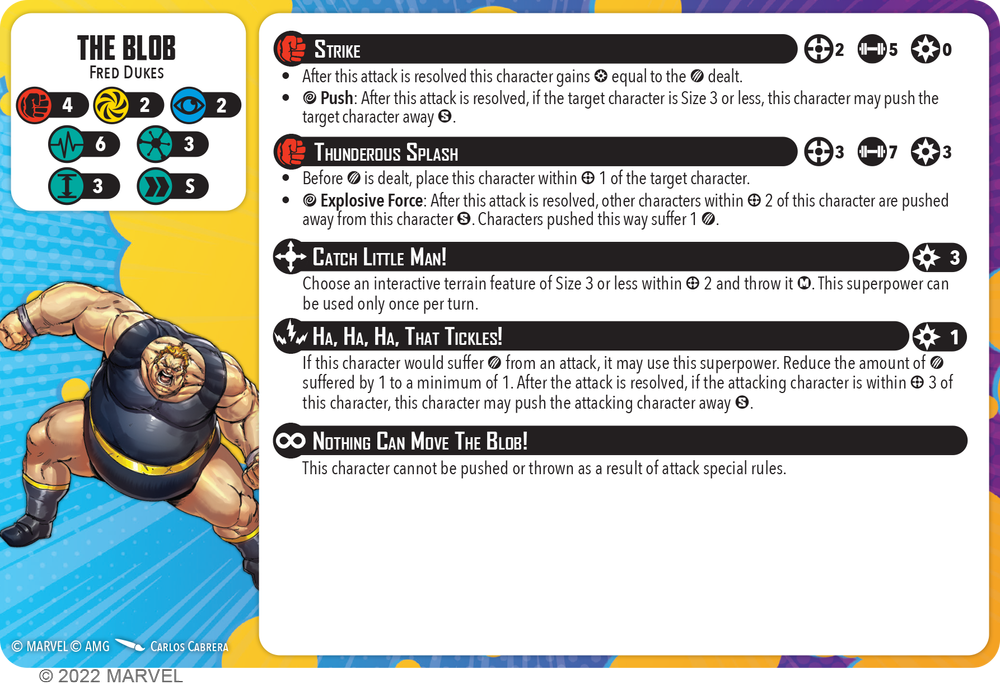 THE BLOB
FRED DUKES
4 2 2
6 3
3 S
STRIKE 2 5 0
After this attack is resolved this character gains equal to the dealt.
Push: After this attack is resolved, if the target character is Size 3 or less, this character may push the
target character away S.
THUNDEROUS SPLASH 3 7 3
Before is dealt, place this character within 1 of the target character.
Explosive Force: After this attack is resolved, other characters within 2 of this character are pushed
away from this character S. Characters pushed this way suffer 1 .
CATCH LITTLE MAN! 3
Choose an interactive terrain feature of Size 3 or less within 2 and throw it M. This superpower can
be used only once per turn.
HA, HA, HA, THAT TICKLES! 1
If this character would suffer from an attack, it may use this superpower. Reduce the amount of
suffered by 1 to a minimum of 1. After the attack is resolved, if the attacking character is within 3 of
this character, this character may push the attacking character away S.
NOTHING CAN MOVE THE BLOB!
This character cannot be pushed or thrown as a result of attack special rules.
© MARVEL © AMG CARLOS CABRERA
© 2022 MARVEL